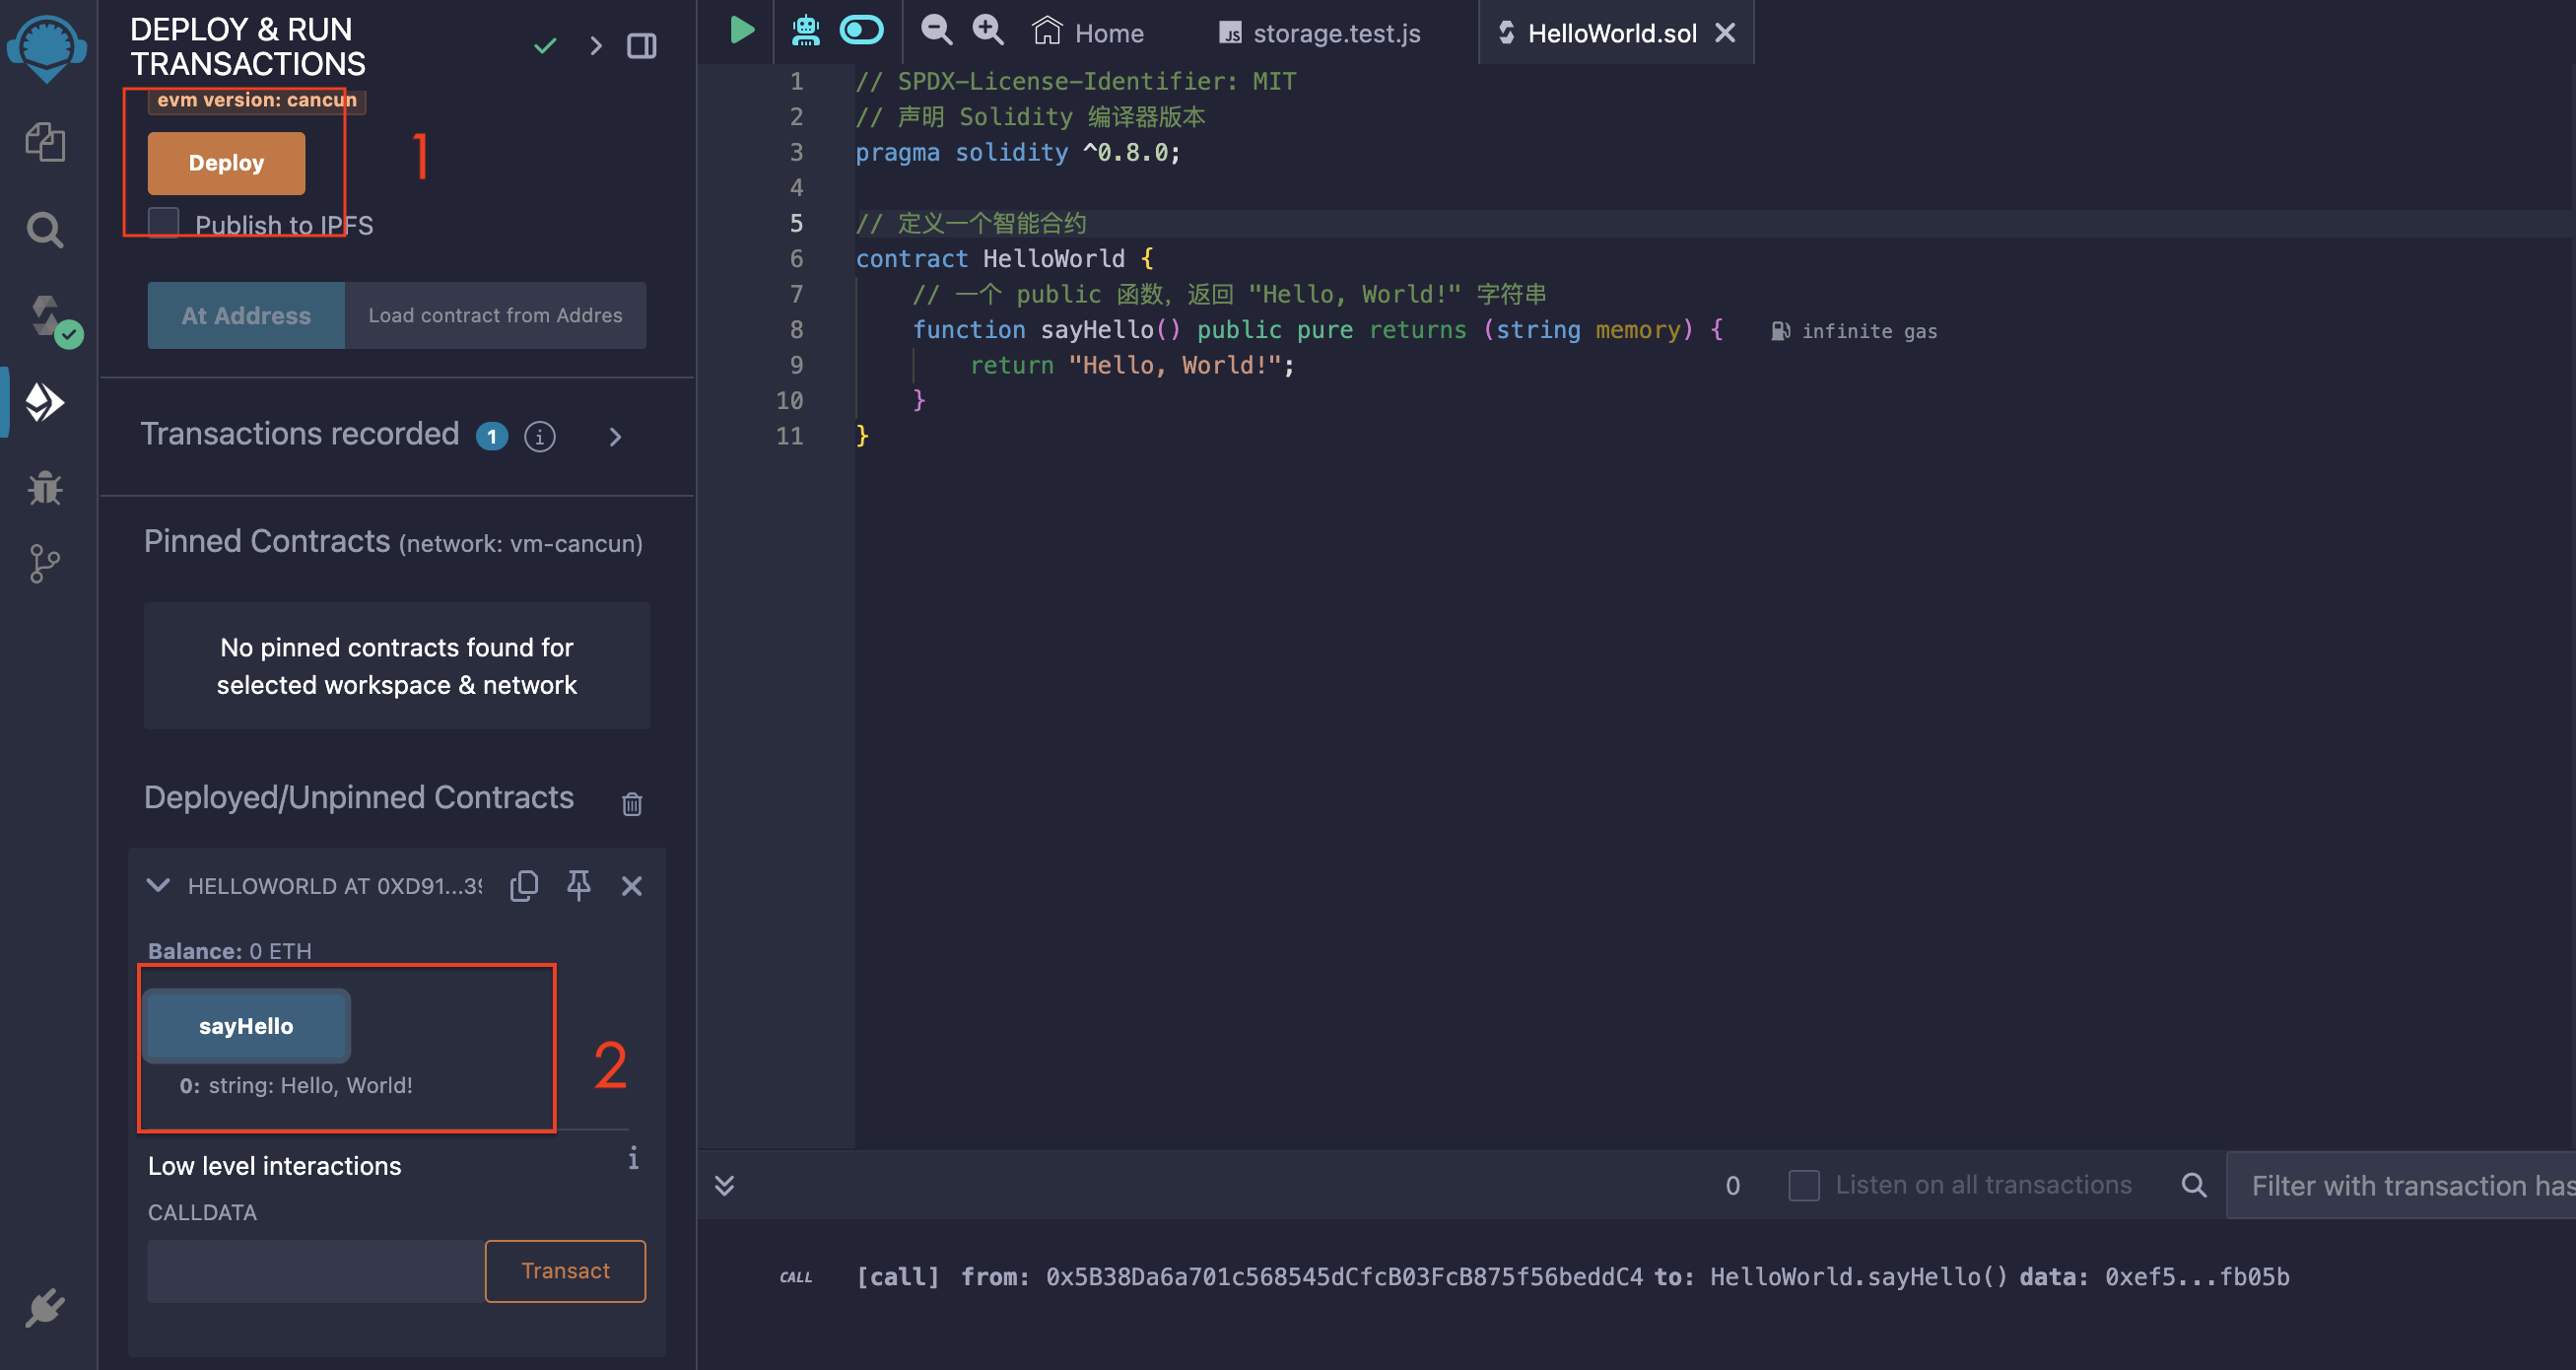 DEPLOY & RUN
TRANSACTIONS
evm version: cancun
Deploy
1
Publish to IPFS
At Address
Load contract from Addres
Transactions recorded 1
Pinned Contracts (network: vm-cancun)
No pinned contracts found for
selected workspace & network
Deployed/Unpinned Contracts
HELLOWORLD AT 0XD91...39
Balance: 0 ETH
sayHello
0: string: Hello, World!
2
Low level interactions
i
CALLDATA
Transact
Home
JS storage.test.js
HelloWorld.sol
1 // SPDX-License-Identifier: MIT
2 // 声明 Solidity 编译器版本
3 pragma solidity ^0.8.0;
4
5 // 定义一个智能合约
6 contract HelloWorld {
7 // 一个 public 函数，返回 "Hello, World!" 字符串
8 function sayHello() public pure returns (string memory) { infinite gas
9 return "Hello, World!";
10 }
11 }
0 Listen on all transactions
Filter with transaction has
CALL [call] from: 0x5B38Da6a701c568545dCfcB03FcB875f56beddC4 to: HelloWorld.sayHello() data: 0xef5...fb05b